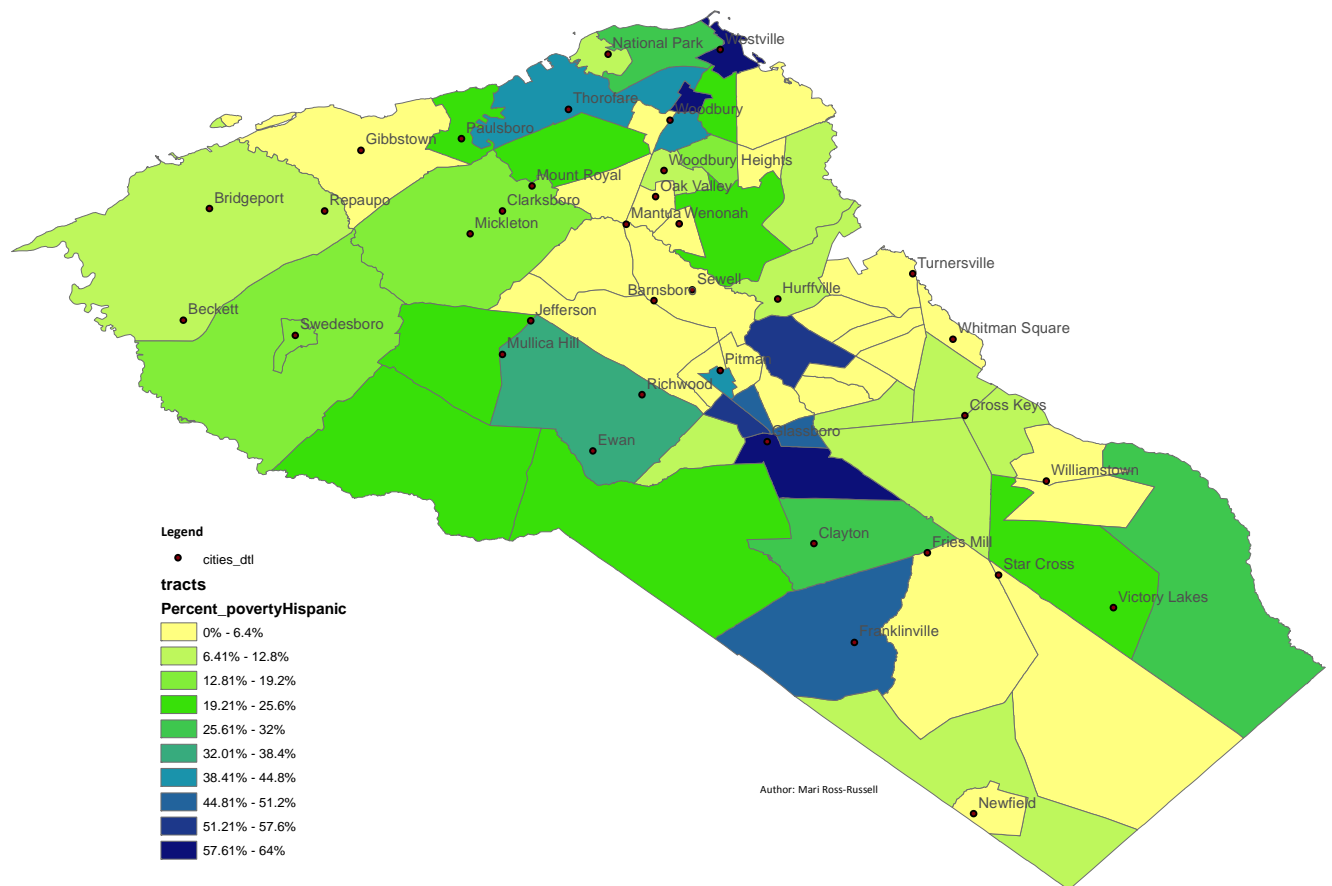 Westville
National Park
Thorofare
Woodbury
Paulsboro
Gibbstown
Woodbury Heights
Mount Royal
Oak Valley
Bridgeport
Repaupo
Clarksboro
Mickleton
Mantua
Wenonah
Turnersville
Sewell
Hurffville
Barnsboro
Beckett
Swedesboro
Jefferson
Whitman Square
Mullica Hill
Pitman
Richwood
Cross Keys
Glassboro
Ewan
Williamstown
Clayton
Fries Mill
Star Cross
Victory Lakes
Franklinville
Newfield
Legend
cities_dtl
tracts
Percent_povertyHispanic
0% - 6.4%
6.41% - 12.8%
12.81% - 19.2%
19.21% - 25.6%
25.61% - 32%
32.01% - 38.4%
38.41% - 44.8%
44.81% - 51.2%
51.21% - 57.6%
57.61% - 64%
Author: Mari Ross-Russell